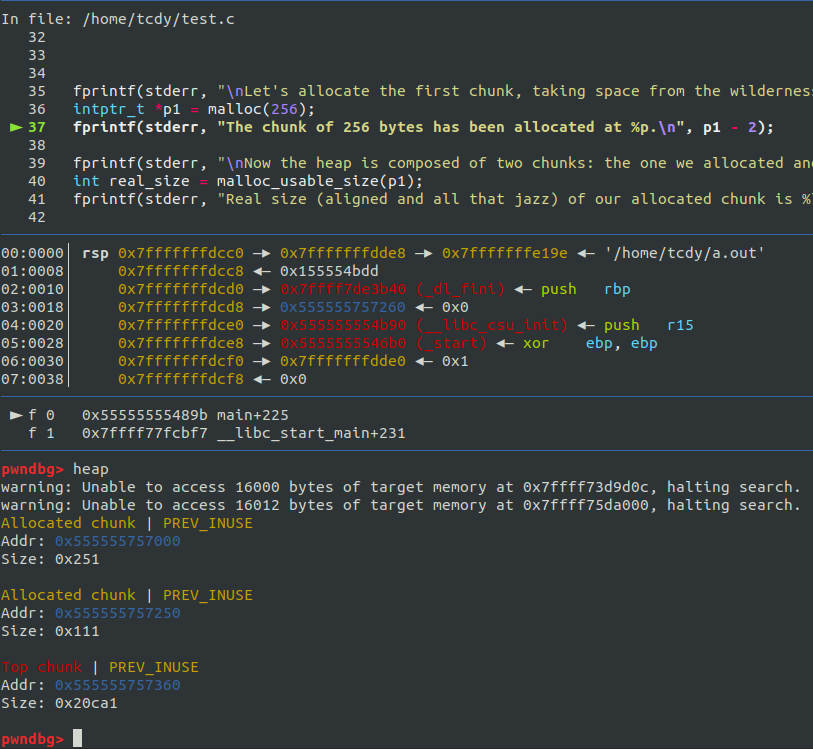 In file: /home/tcdy/test.c
32
33
34
35 fprintf(stderr, "\nLet's allocate the first chunk, taking space from the wildernes
36 intptr_t *p1 = malloc(256);
► 37 fprintf(stderr, "The chunk of 256 bytes has been allocated at %p.\n", p1 - 2);
38
39 fprintf(stderr, "\nNow the heap is composed of two chunks: the one we allocated an
40 int real_size = malloc_usable_size(p1);
41 fprintf(stderr, "Real size (aligned and all that jazz) of our allocated chunk is %
42
00:0000│ rsp 0x7fffffffdcc0 —▸ 0x7fffffffdde8 —▸ 0x7fffffffe19e ◂— '/home/tcdy/a.out'
01:0008│ 0x7fffffffdcc8 ◂— 0x155554bdd
02:0010│ 0x7fffffffdcd0 —▸ 0x7ffff7de3b40 (_dl_fini) ◂— push rbp
03:0018│ 0x7fffffffdcd8 —▸ 0x555555757260 ◂— 0x0
04:0020│ 0x7fffffffdce0 —▸ 0x555555554b90 (__libc_csu_init) ◂— push r15
05:0028│ 0x7fffffffdce8 —▸ 0x5555555546b0 (_start) ◂— xor ebp, ebp
06:0030│ 0x7fffffffdcf0 —▸ 0x7fffffffdde0 ◂— 0x1
07:0038│ 0x7fffffffdcf8 ◂— 0x0
► f 0 0x55555555489b main+225
f 1 0x7ffff77fcbf7 __libc_start_main+231
pwndbg> heap
warning: Unable to access 16000 bytes of target memory at 0x7ffff73d9d0c, halting search.
warning: Unable to access 16012 bytes of target memory at 0x7ffff75da000, halting search.
Allocated chunk | PREV_INUSE
Addr: 0x555555757000
Size: 0x251
Allocated chunk | PREV_INUSE
Addr: 0x555555757250
Size: 0x111
Top chunk | PREV_INUSE
Addr: 0x555555757360
Size: 0x20ca1
pwndbg>